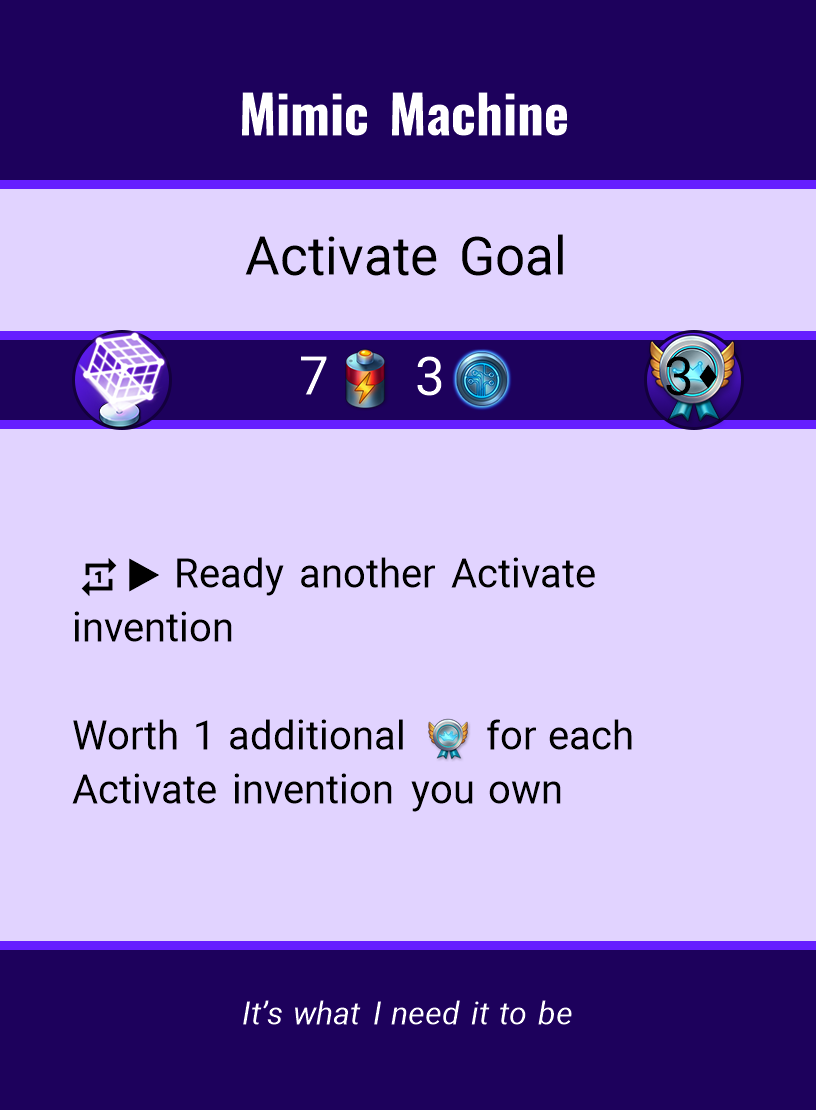 Mimic Machine
Activate Goal
7 3 3♦
1 ▶ Ready another Activate
invention
Worth 1 additional for each
Activate invention you own
It's what I need it to be